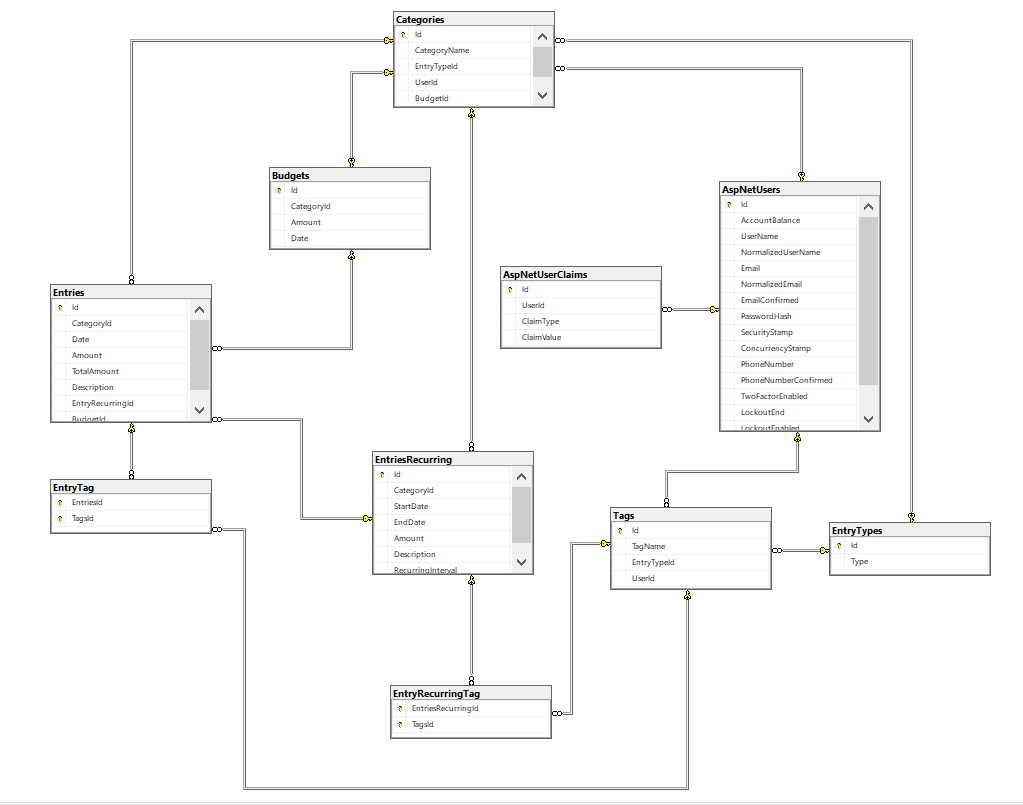 Categories
Id
CategoryName
EntryTypeId
UserId
BudgetId
Budgets
Id
CategoryId
Amount
Date
AspNetUsers
Id
AccountBalance
UserName
NormalizedUserName
Email
NormalizedEmail
EmailConfirmed
PasswordHash
SecurityStamp
ConcurrencyStamp
PhoneNumber
PhoneNumberConfirmed
TwoFactorEnabled
LockoutEnd
LockoutEnabled
AspNetUserClaims
Id
UserId
ClaimType
ClaimValue
Entries
Id
CategoryId
Date
Amount
TotalAmount
Description
EntryRecurringId
BudgetId
EntriesRecurring
Id
CategoryId
StartDate
EndDate
Amount
Description
RecurringInterval
EntryTag
EntriesId
TagsId
Tags
Id
TagName
EntryTypeId
UserId
EntryTypes
Id
Type
EntryRecurringTag
EntriesRecurringId
TagsId